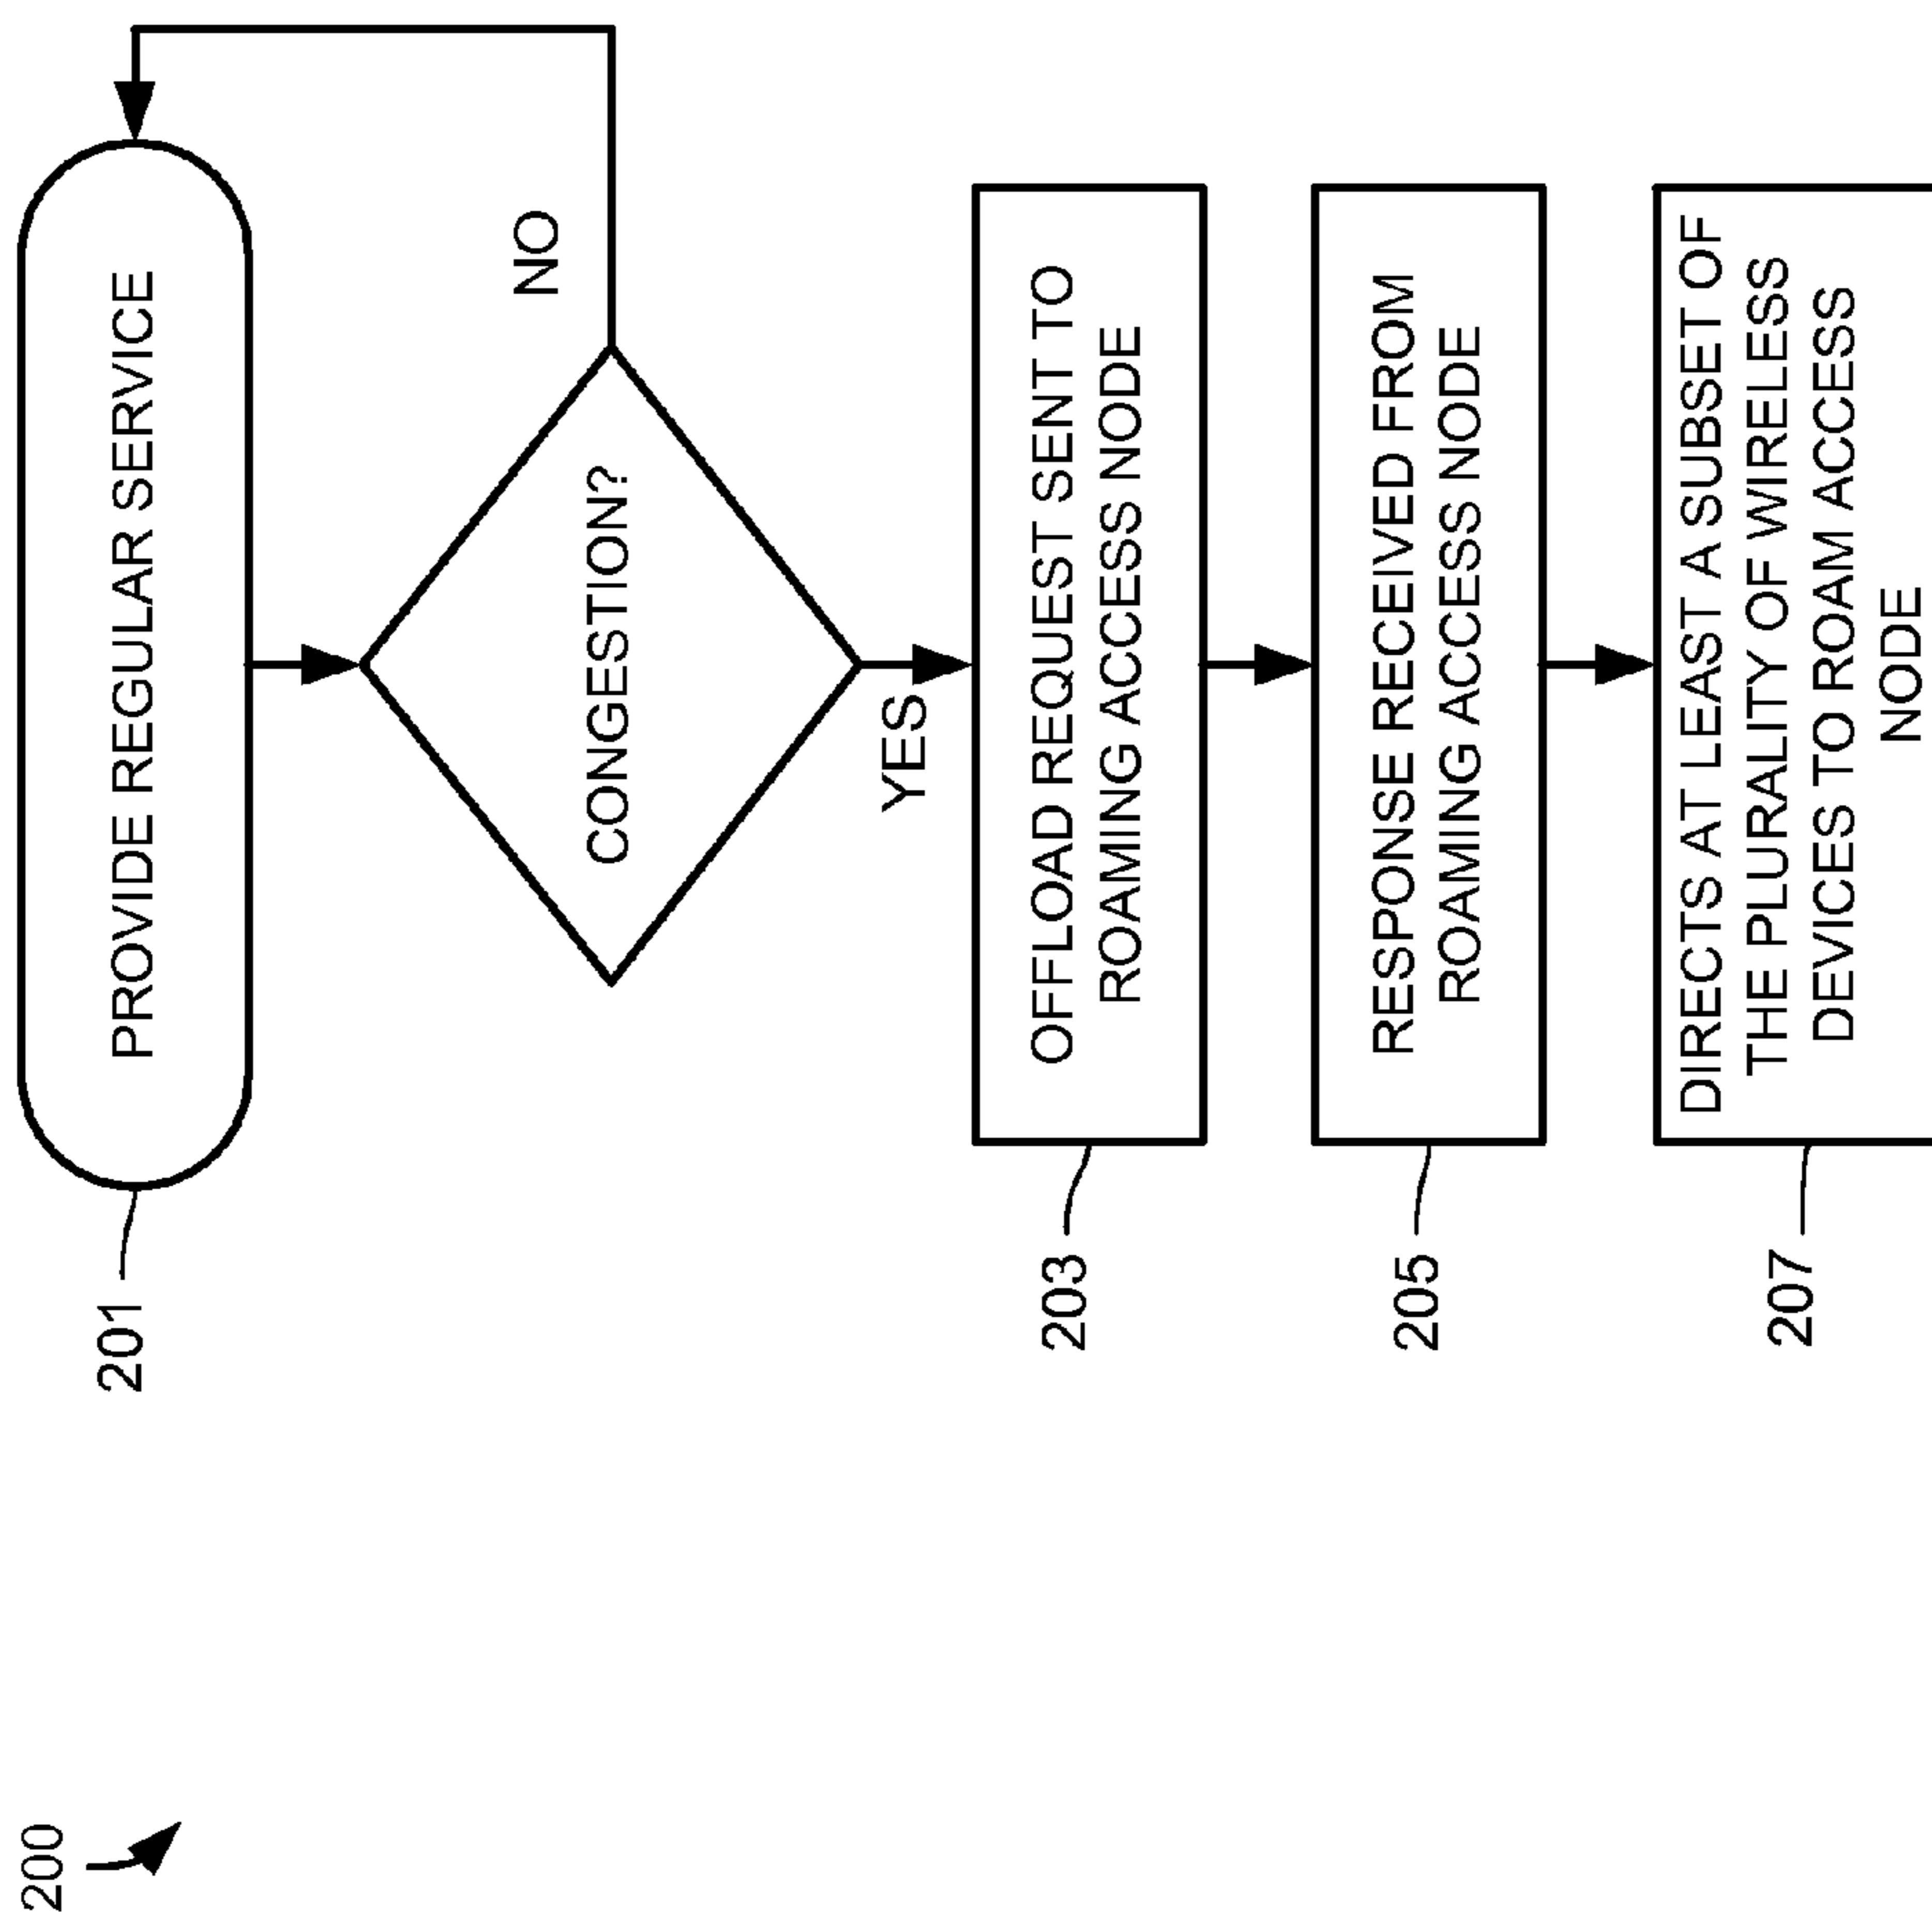 200
201
PROVIDE REGULAR SERVICE
CONGESTION?
NO
YES
203
OFFLOAD REQUEST SENT TO
ROAMING ACCESS NODE
205
RESPONSE RECEIVED FROM
ROAMING ACCESS NODE
207
DIRECTS AT LEAST A SUBSET OF
THE PLURALITY OF WIRELESS
DEVICES TO ROAM ACCESS
NODE